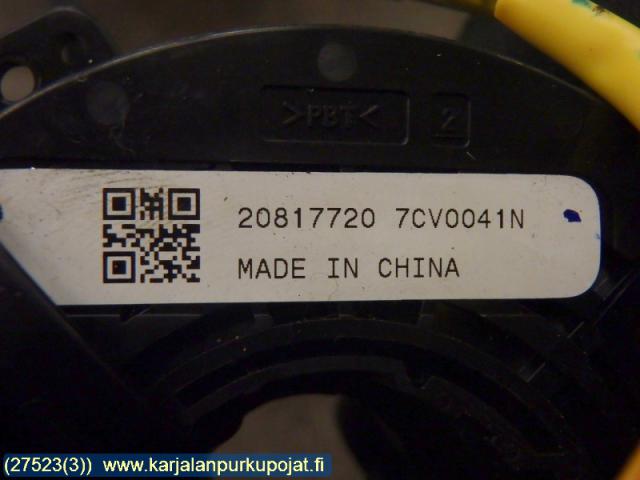 >PBT< 2
20817720 7CV0041N
MADE IN CHINA
(27523(3)) www.karjalanpurkupojat.fi